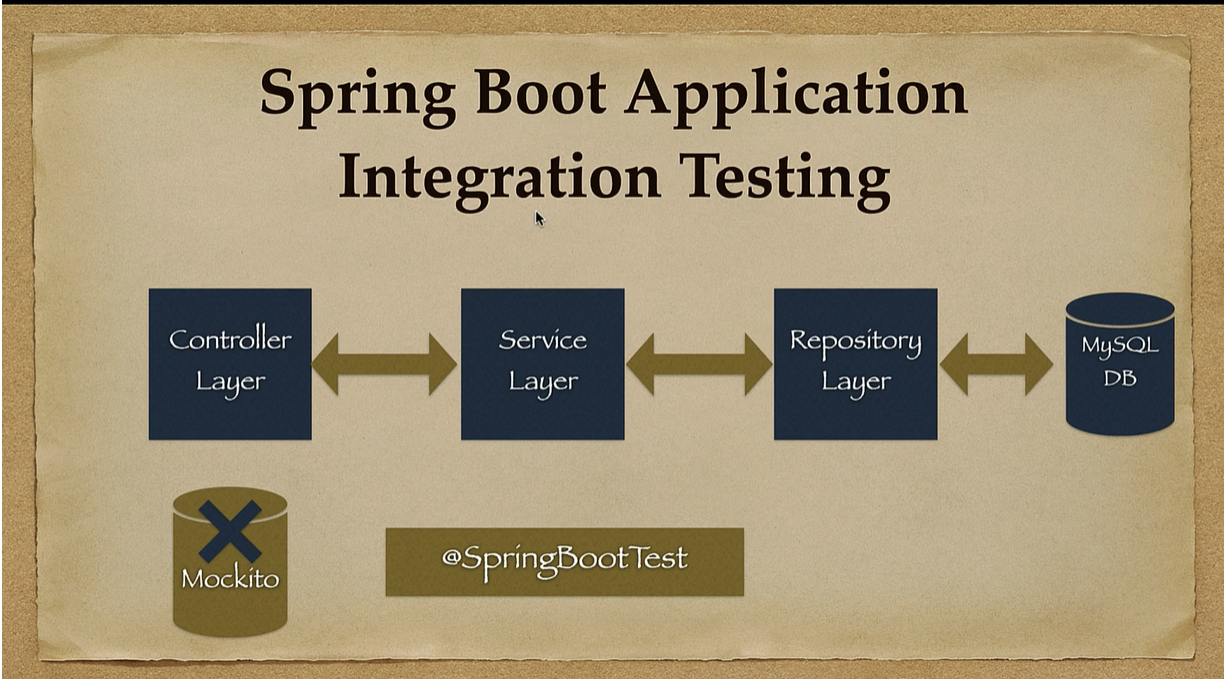 Spring Boot Application
Integration Testing
Controller
Layer
Service
Layer
Repository
Layer
MySQL
DB
Mockito
@SpringBootTest